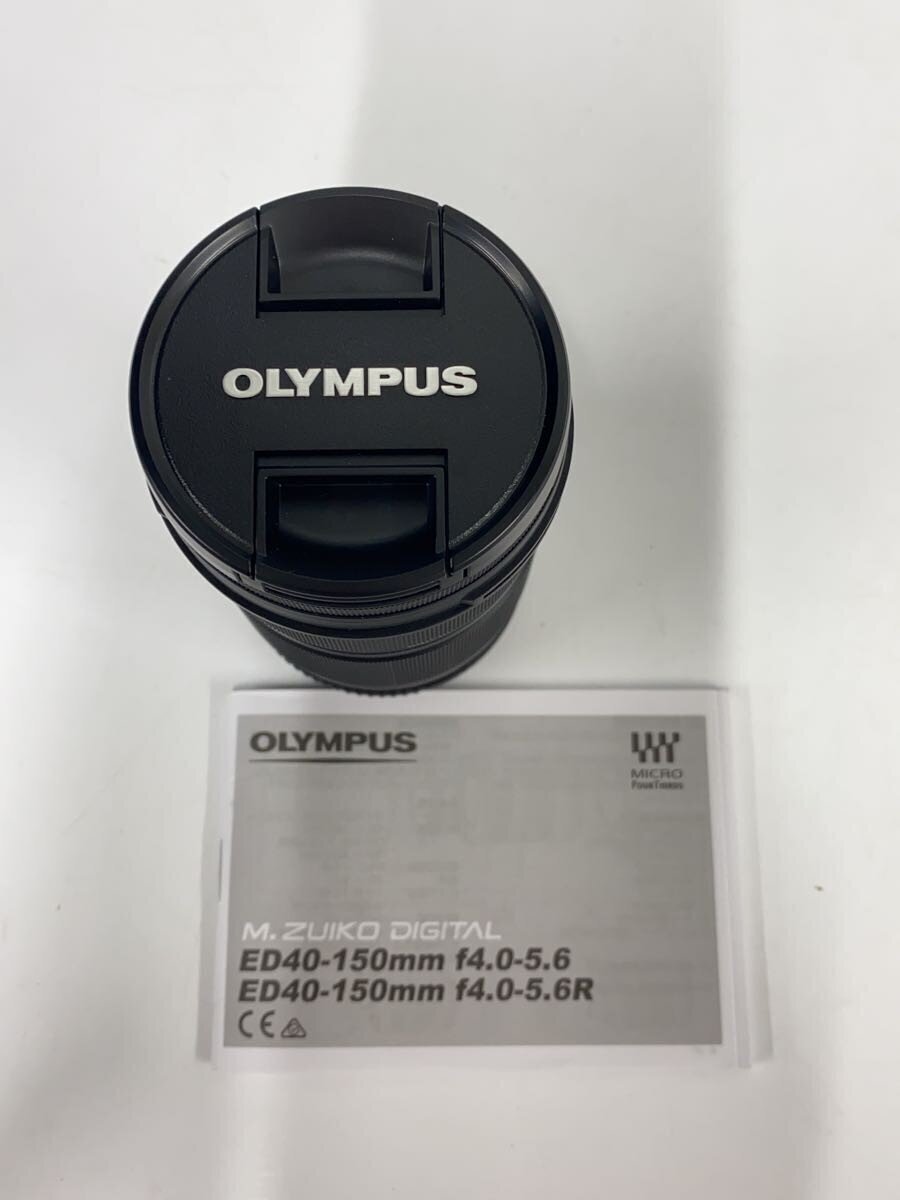 OLYMPUS
OLYMPUS
MICRO
FOURTHIRDS
M.ZUIKO DIGITAL
ED40-150mm f4.0-5.6
ED40-150mm f4.0-5.6R
CE